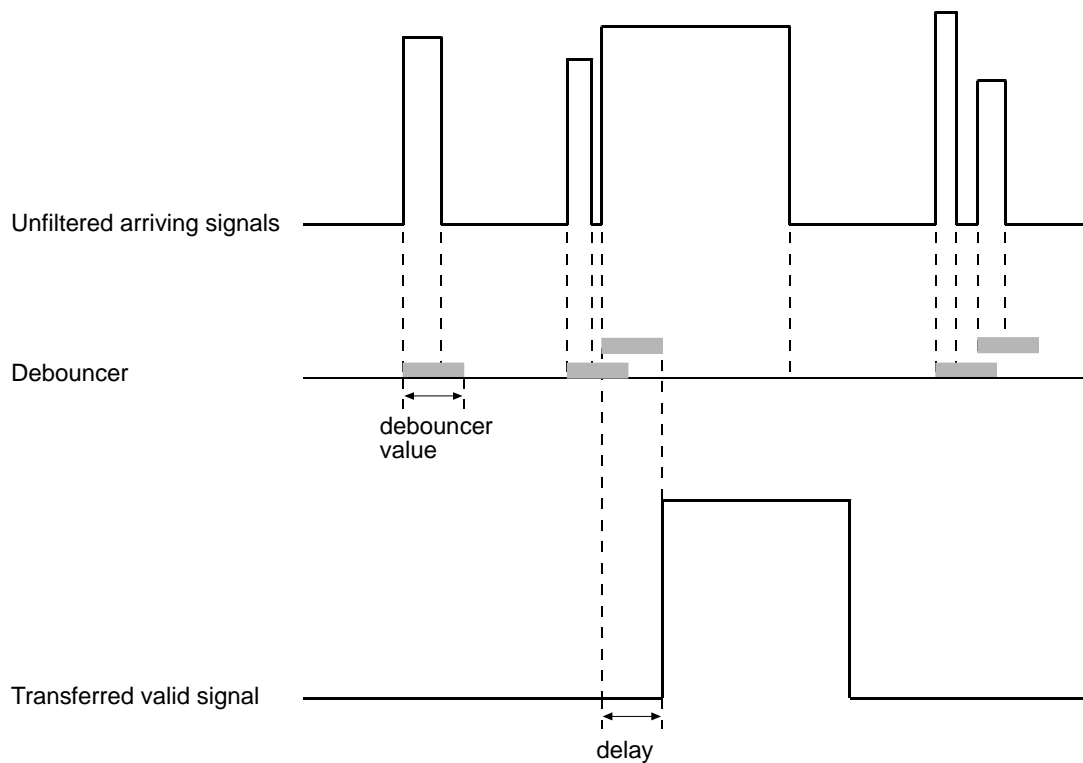 Unfiltered arriving signals
Debouncer
debouncer
value
Transferred valid signal
delay